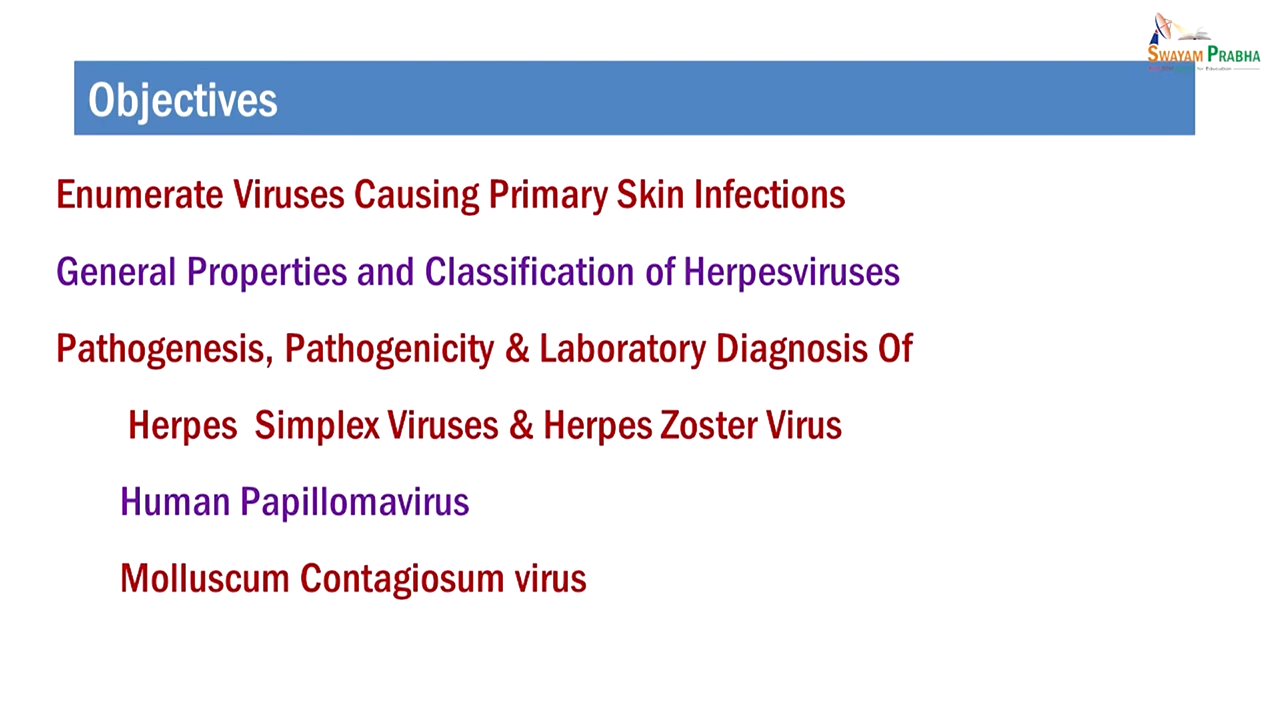 SWAYAM PRABHA
Objectives
Enumerate Viruses Causing Primary Skin Infections
General Properties and Classification of Herpesviruses
Pathogenesis, Pathogenicity & Laboratory Diagnosis Of
Herpes Simplex Viruses & Herpes Zoster Virus
Human Papillomavirus
Molluscum Contagiosum virus